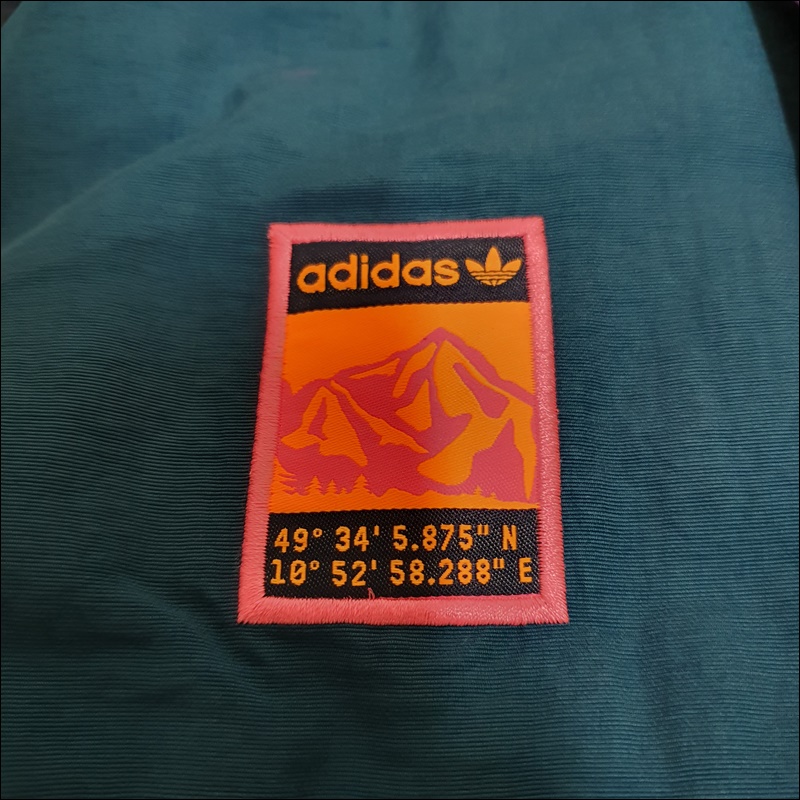 adidas
49° 34' 5.875" N
10° 52' 58.288" E